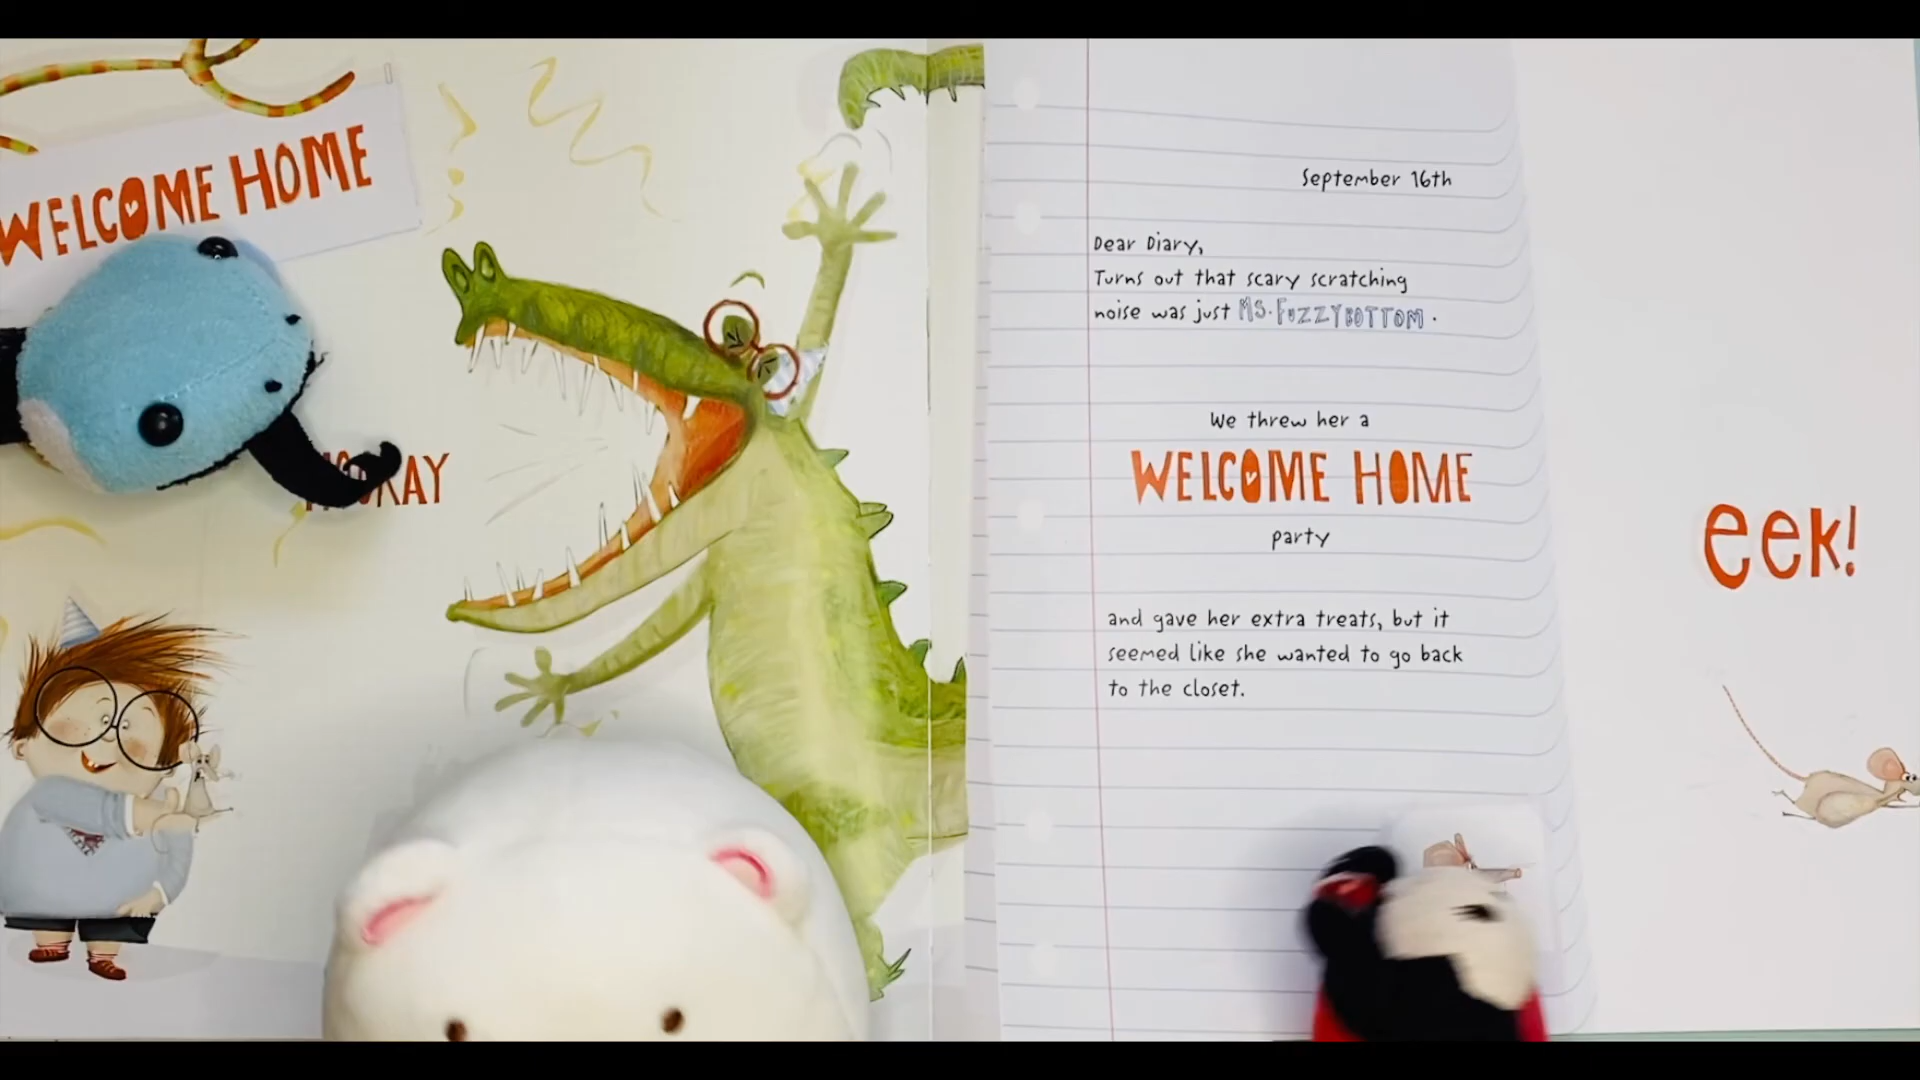 WELCOME HOME
September 16th
Dear Diary,
Turns out that scary scratching
noise was just MS. FUZZYBOTTOM.
We threw her a
WELCOME HOME
party
and gave her extra treats, but it
seemed like she wanted to go back
to the closet.
eek!